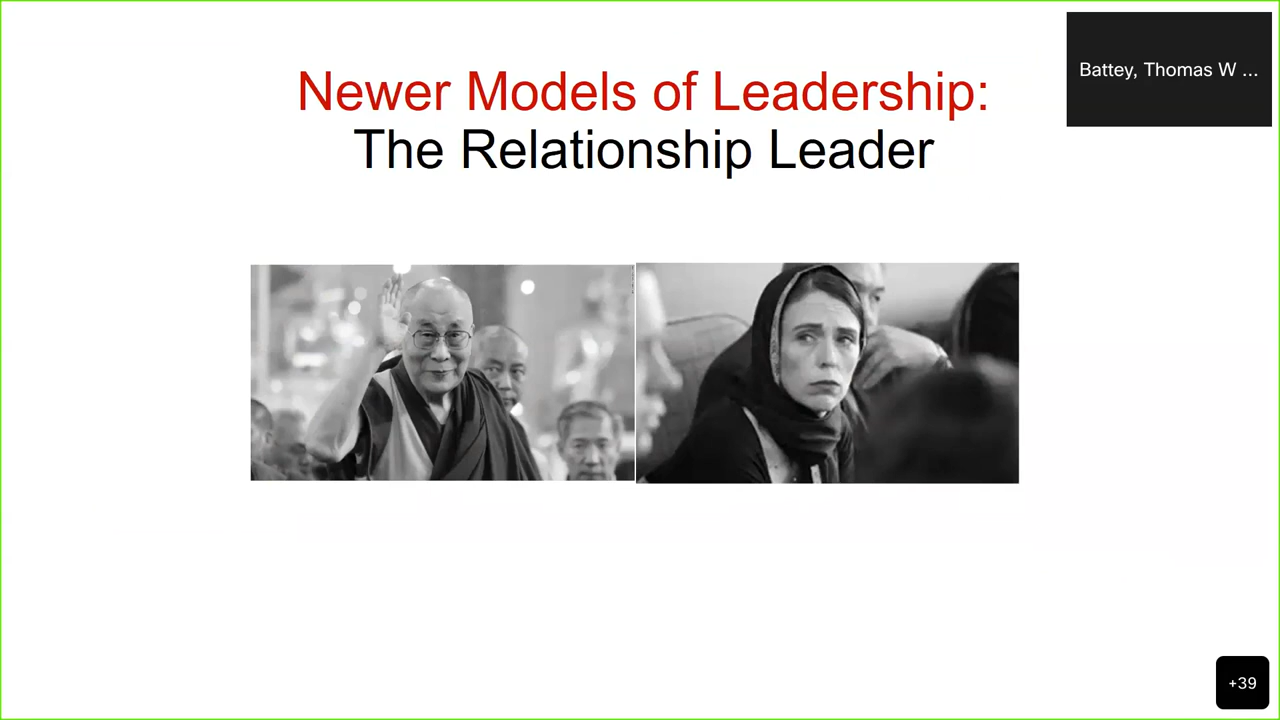 Newer Models of Leadership:
The Relationship Leader
Battey, Thomas W ...
+39